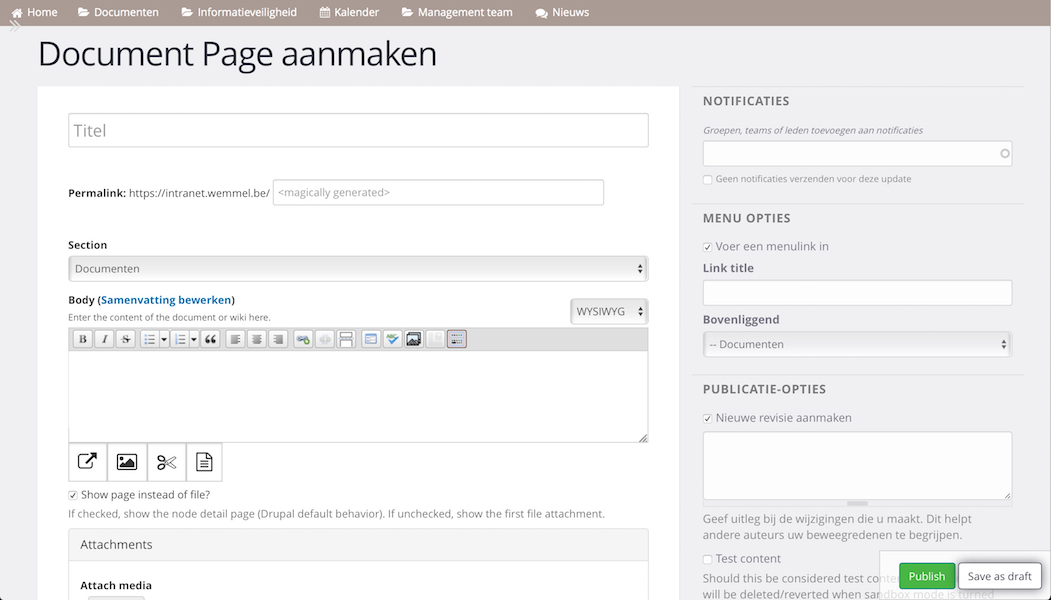 Home Documenten Informatieveiligheid Kalender Management team Nieuws
Document Page aanmaken
Titel
Permalink: https://intranet.wemmel.be/ <magically generated>
Section
Documenten
Body (Samenvatting bewerken)
Enter the content of the document or wiki here.
WYSIWYG
B I S
Show page instead of file?
If checked, show the node detail page (Drupal default behavior). If unchecked, show the first file attachment.
Attachments
Attach media
NOTIFICATIES
Groepen, teams of leden toevoegen aan notificaties
Geen notificaties verzenden voor deze update
MENU OPTIES
Voer een menulink in
Link title
Bovenliggend
-- Documenten
PUBLICATIE-OPTIES
Nieuwe revisie aanmaken
Geef uitleg bij de wijzigingen die u maakt. Dit helpt
andere auteurs uw beweegredenen te begrijpen.
Test content
Should this be considered test
will be deleted/reverted when sandbox mode is turned
Publish
Save as draft